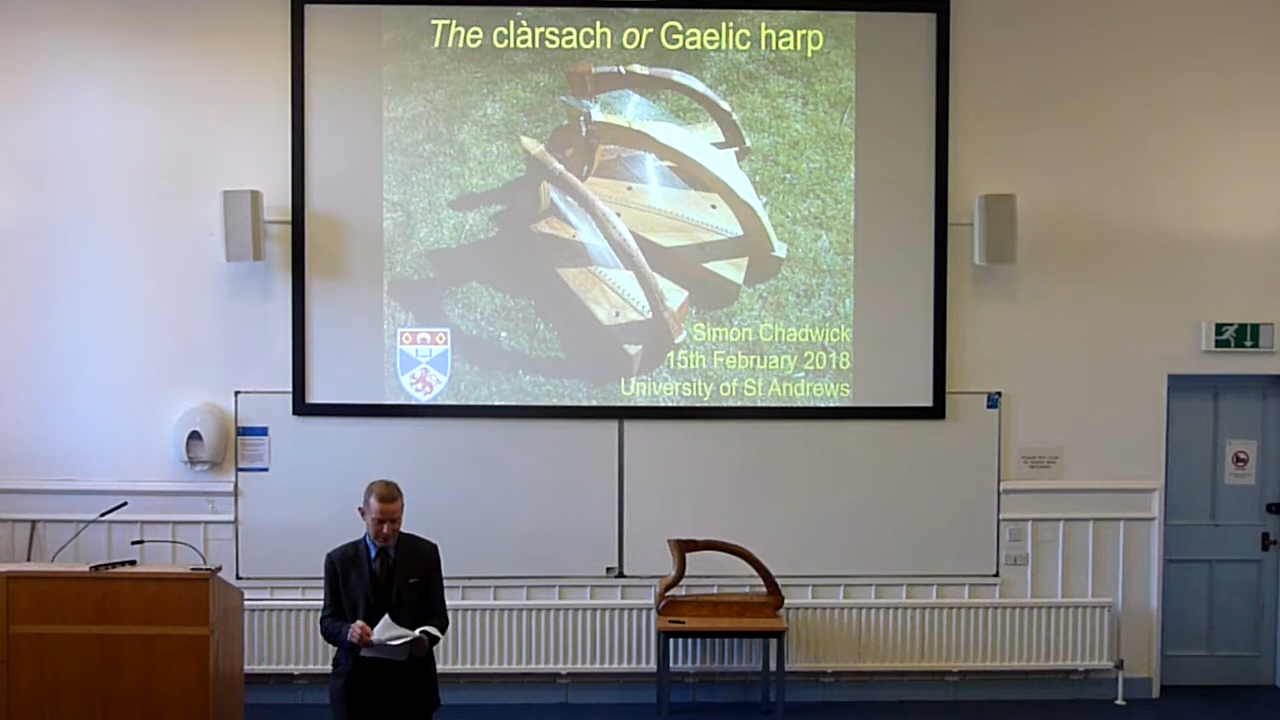 The clàrsach or Gaelic harp
Simon Chadwick
15th February 2018
University of St Andrews